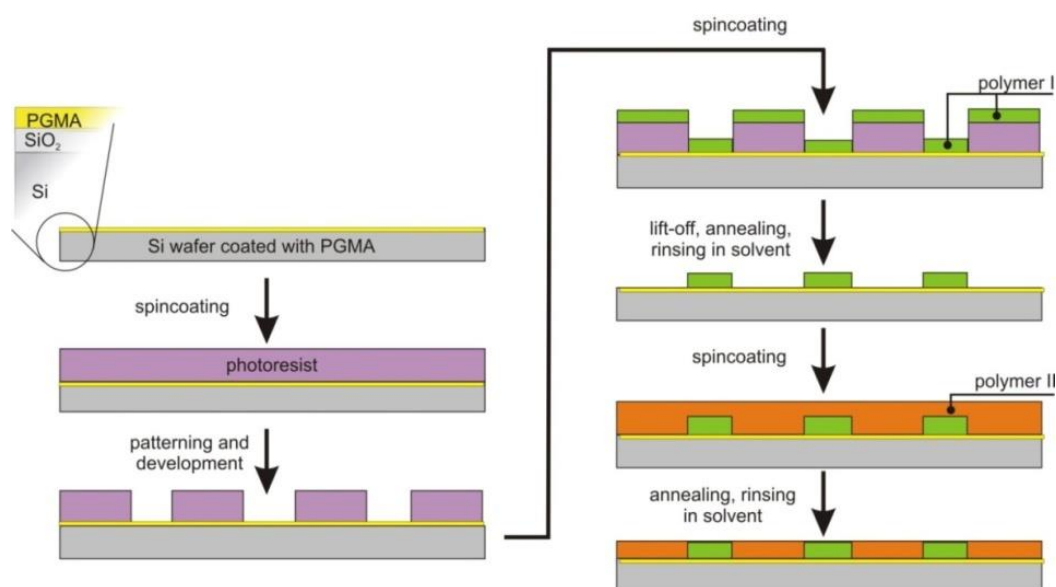 PGMA
SiO₂
Si
Si wafer coated with PGMA
spincoating
photoresist
patterning and
development
spincoating
polymer I
lift-off, annealing,
rinsing in solvent
spincoating
polymer II
annealing, rinsing
in solvent